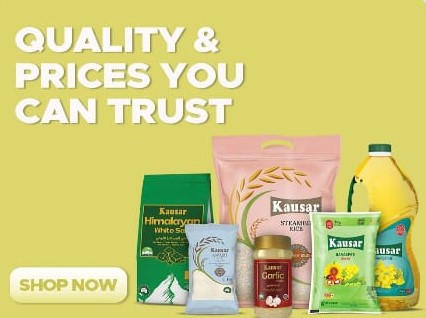 QUALITY &
PRICES YOU
CAN TRUST
Kausar
Himalayan
White Salt
Kausar
Kausar
STEAMED
RICE
Kausar
Garlic
Kausar
BANASPATI
Kausar
SHOP NOW